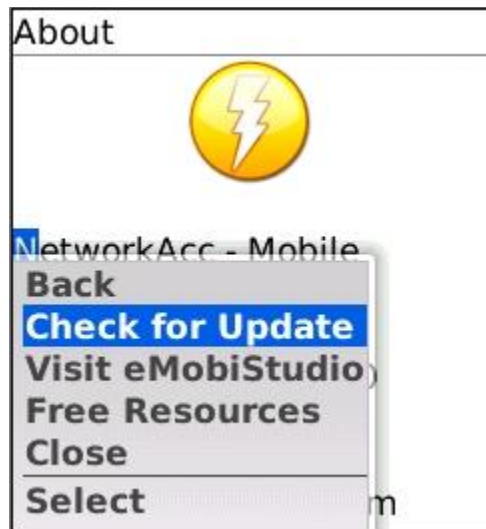 About
NetworkAcc - Mobile
Back
Check for Update
Visit eMobiStudio)
Free Resources
Close
Select m